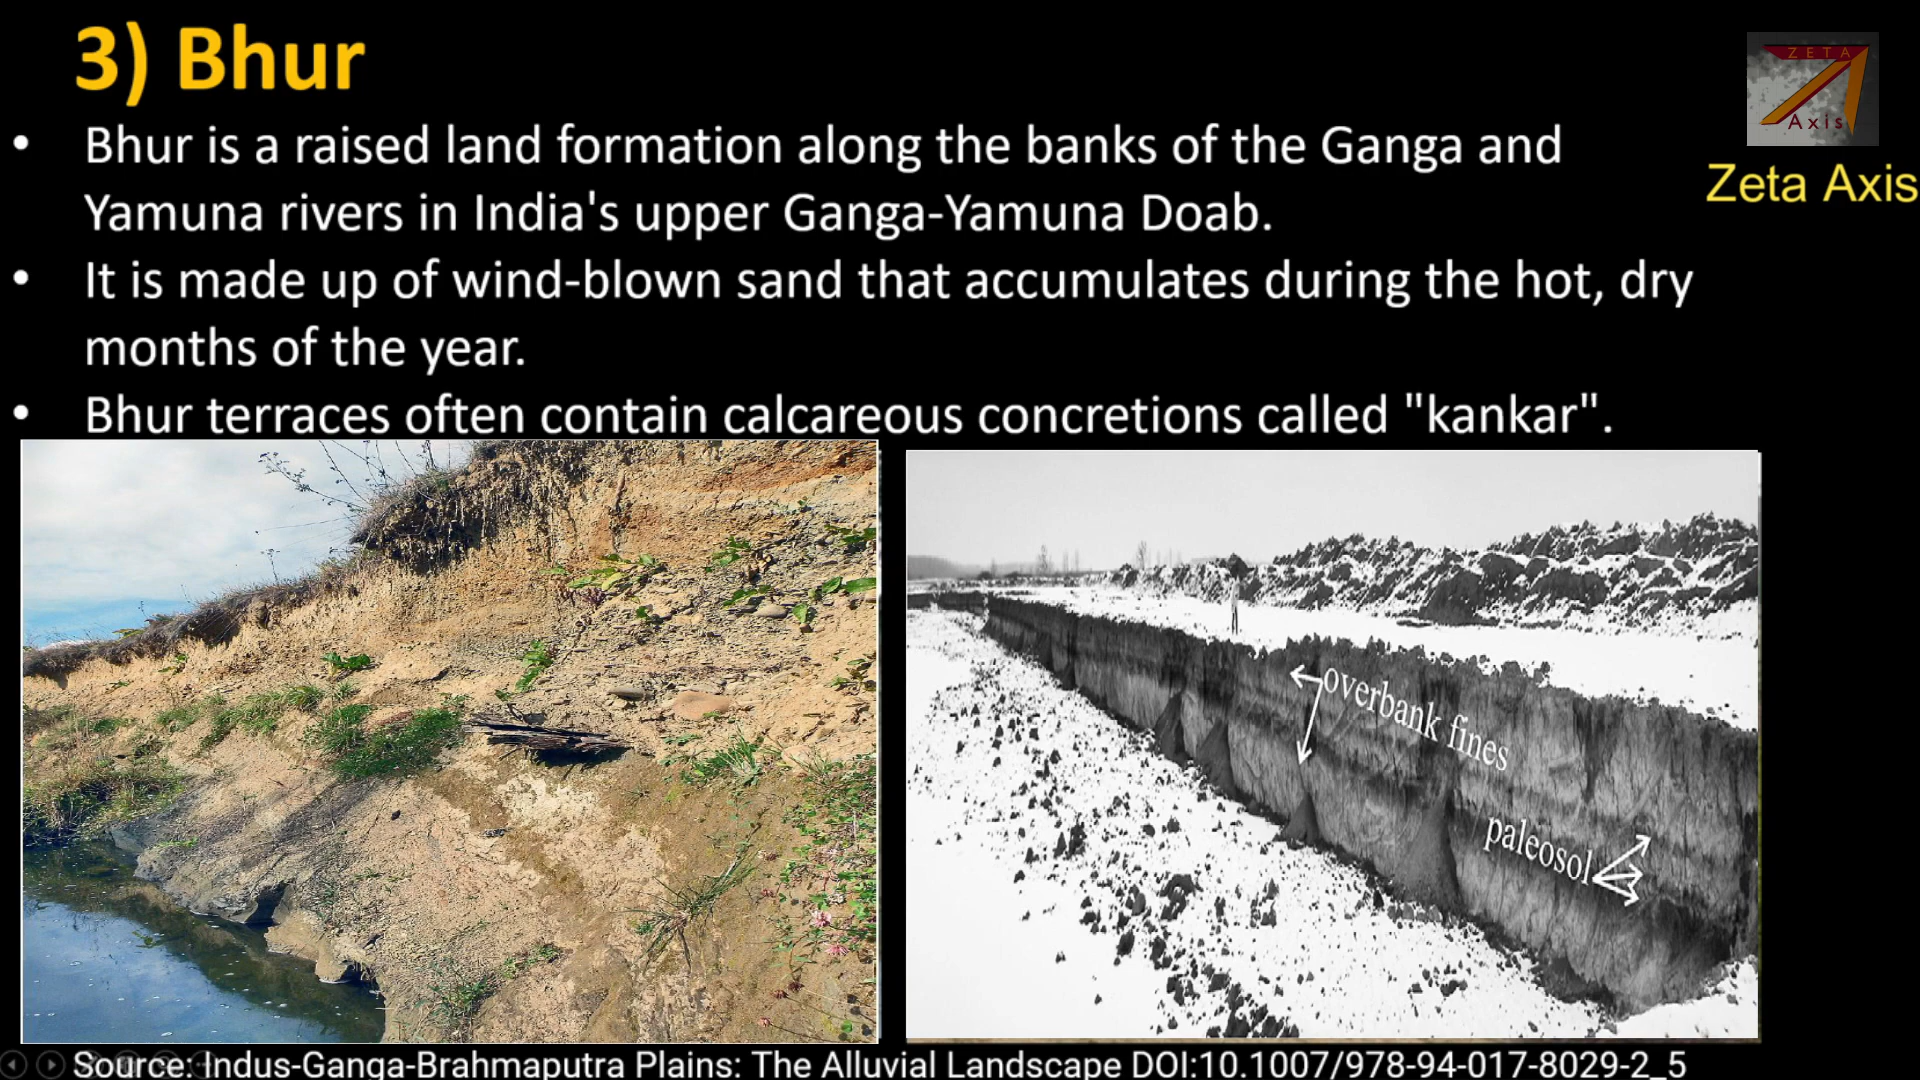 3) Bhur
ZETA
Axis
Zeta Axis
• Bhur is a raised land formation along the banks of the Ganga and
Yamuna rivers in India's upper Ganga-Yamuna Doab.
• It is made up of wind-blown sand that accumulates during the hot, dry
months of the year.
• Bhur terraces often contain calcareous concretions called "kankar".
overbank fines
paleosol
Source: Indus-Ganga-Brahmaputra Plains: The Alluvial Landscape DOI:10.1007/978-94-017-8029-2_5